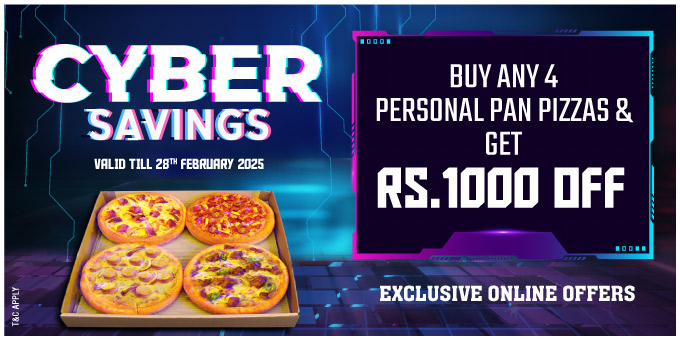 CYBER
SAVINGS
VALID TILL 28TH FEBRUARY 2025
BUY ANY 4
PERSONAL PAN PIZZAS &
GET
RS.1000 OFF
EXCLUSIVE ONLINE OFFERS
T&C APPLY